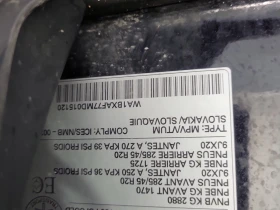 WA1BXAF77MD015120
SLOVAKIA/SLOVAQUIE
TYPE: MPV/VTUM COMPLY: ICES/NMB-
JANTES, A 270 KPA 39 PSI FROIDS
PNEUS ARRIERE 285/45 R20
PNBE KG ARRIERE 1725
9JX20
JANTES, A 250 KPA 36 PSI FROIDS
PNEUS AVANT 285/45 R20
PNBE KG AVANT 1470
9JX20
PNVB KG 2880